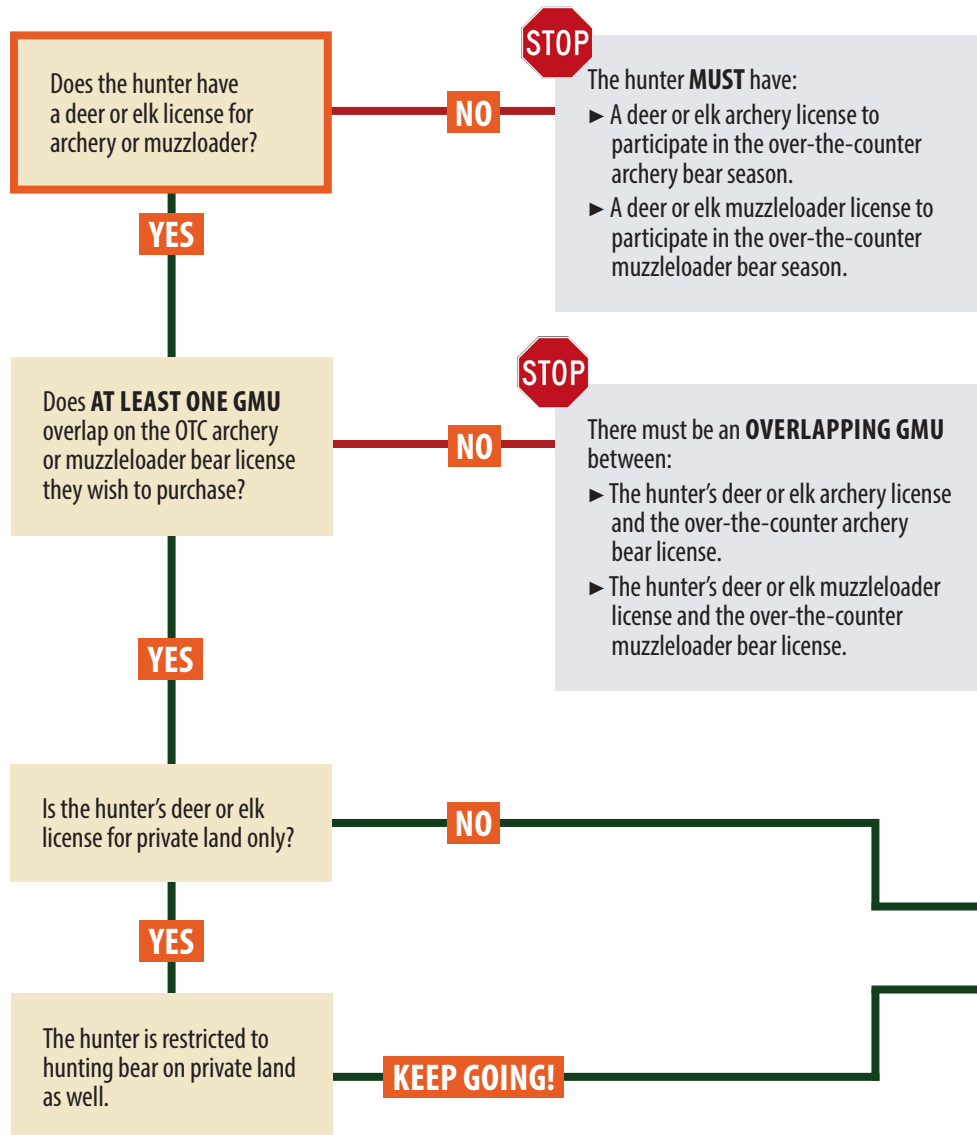 Does the hunter have
a deer or elk license for
archery or muzzloader?
NO
STOP
The hunter MUST have:
► A deer or elk archery license to
participate in the over-the-counter
archery bear season.
► A deer or elk muzzleloader license to
participate in the over-the-counter
muzzleloader bear season.
YES
Does AT LEAST ONE GMU
overlap on the OTC archery
or muzzleloader bear license
they wish to purchase?
NO
STOP
There must be an OVERLAPPING GMU
between:
► The hunter's deer or elk archery license
and the over-the-counter archery
bear license.
► The hunter's deer or elk muzzleloader
license and the over-the-counter
muzzleloader bear license.
YES
Is the hunter's deer or elk
license for private land only?
NO
YES
The hunter is restricted to
hunting bear on private land
as well.
KEEP GOING!